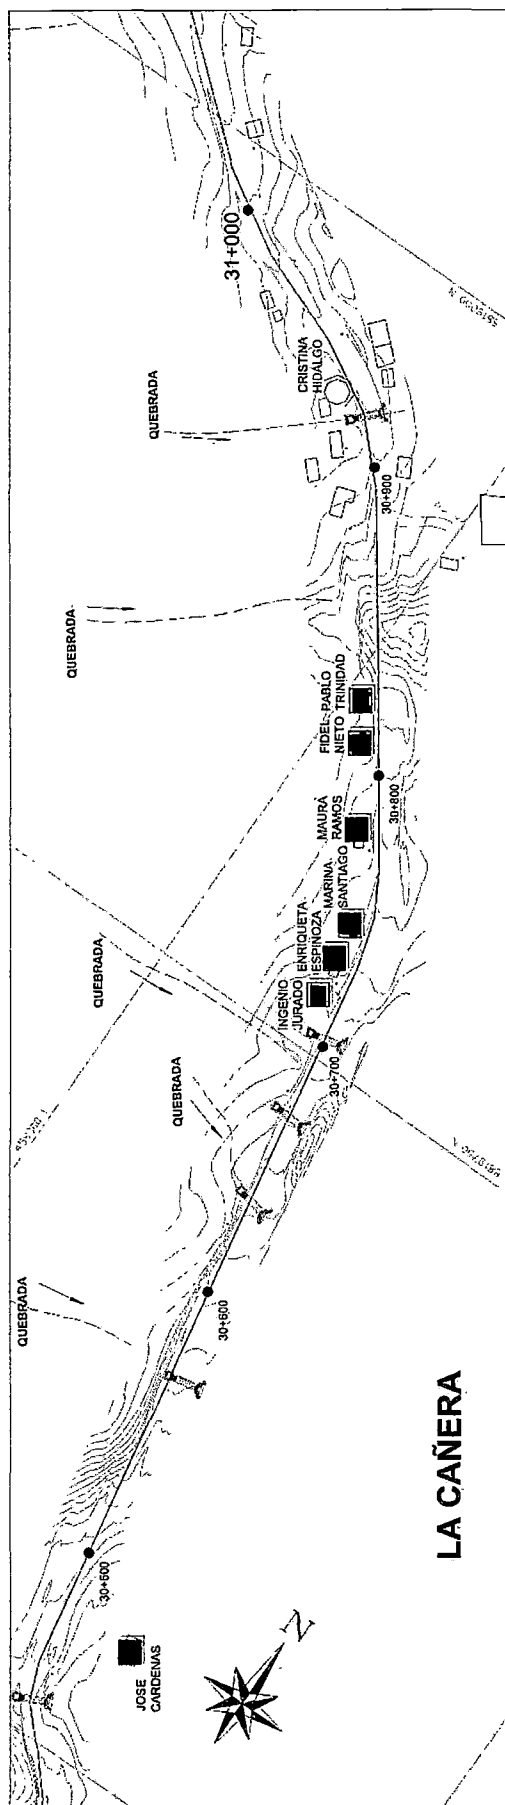 31+000
CRISTINA
HIDALGO
QUEBRADA
30+900
QUEBRADA
FIDEL
NIETO
PABLO
TRINIDAD
30+800
MAURA
RAMOS
MARINA
SANTIAGO
ENRIQUETA
ESPINOZA
INGENIO
JURADO
QUEBRADA
30+700
QUEBRADA
30+600
QUEBRADA
30+500
JOSE
CARDENAS
LA CAÑERA
N